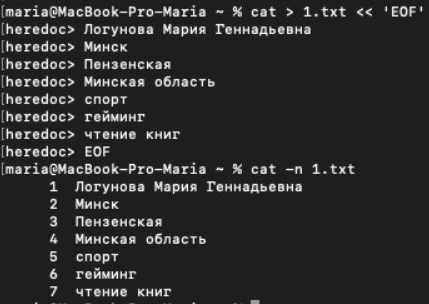 [maria@MacBook-Pro-Maria ~ % cat > 1.txt << 'EOF'
[heredoc> Логунова Мария Геннадьевна
[heredoc> Минск
[heredoc> Пензенская
[heredoc> Минская область
[heredoc> спорт
[heredoc> гейминг
[heredoc> чтение книг
[heredoc> EOF
[maria@MacBook-Pro-Maria ~ % cat -n 1.txt
1 Логунова Мария Геннадьевна
2 Минск
3 Пензенская
4 Минская область
5 спорт
6 гейминг
7 чтение книг